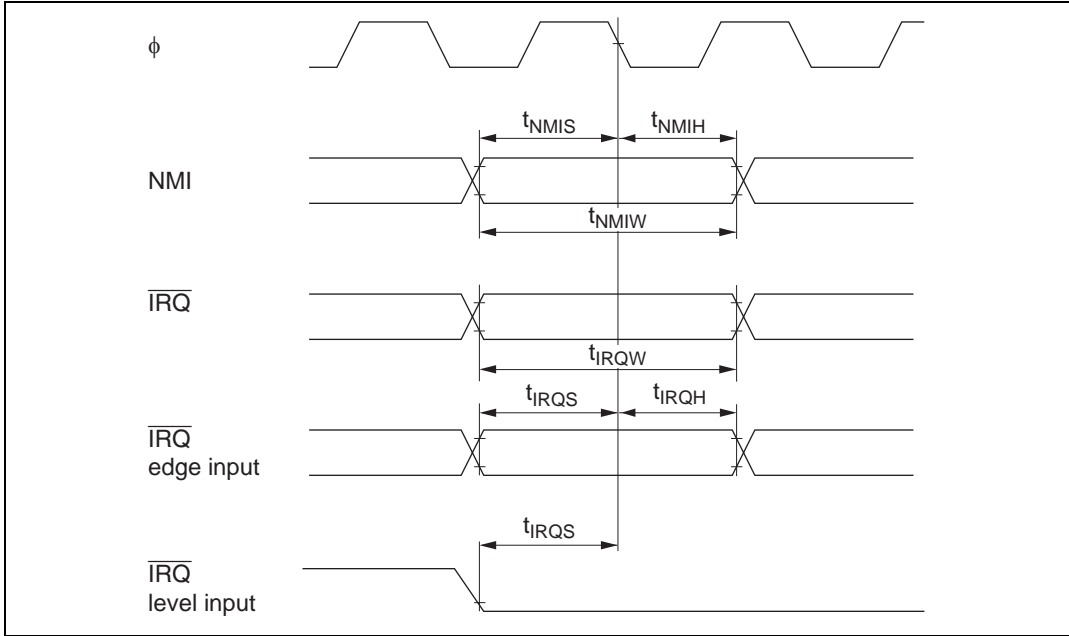 ϕ
tNMIS tNMIH
NMI
tNMIW
IRQ
tIRQW
tIRQS tIRQH
IRQ
edge input
tIRQS
IRQ
level input